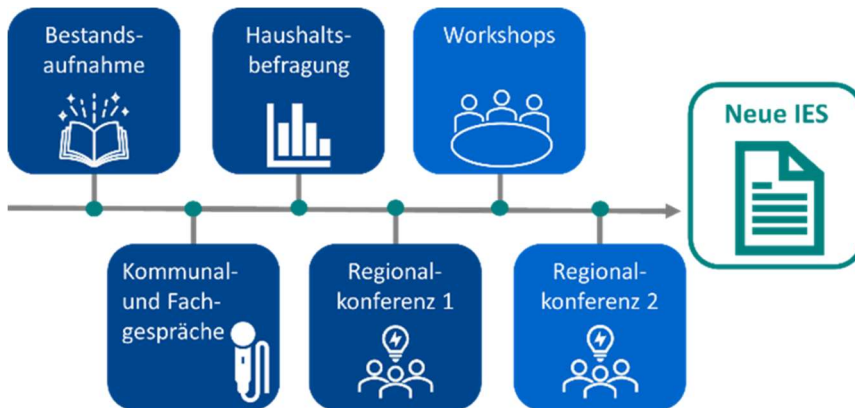 Bestands-
aufnahme
Haushalts-
befragung
Workshops
Neue IES
Kommunal-
und Fach-
gespräche
Regional-
konferenz 1
Regional-
konferenz 2